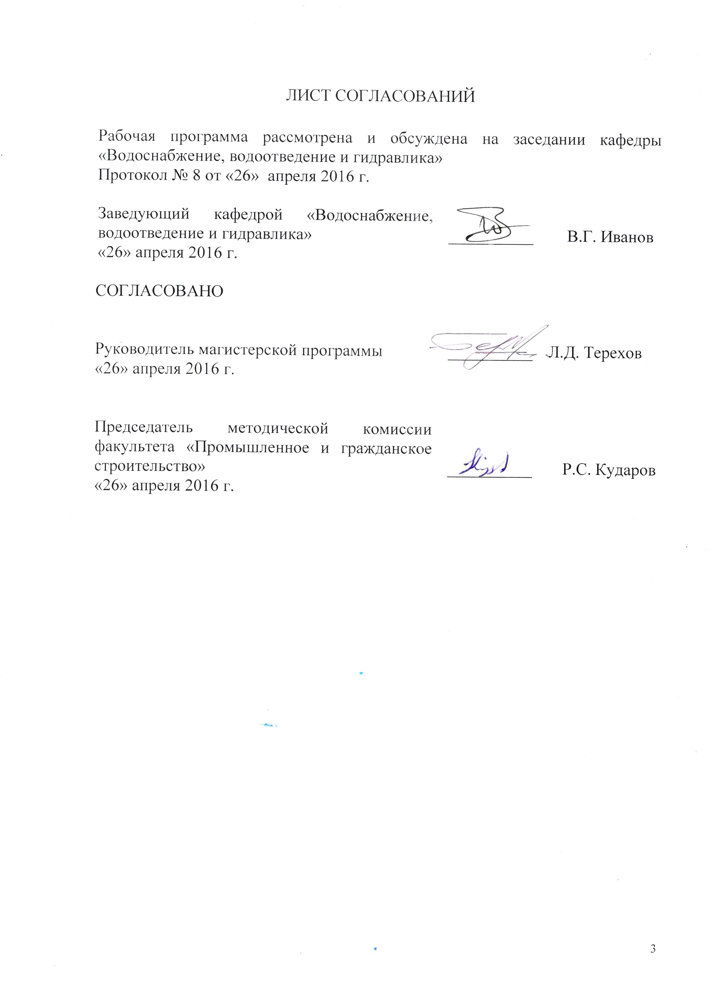 ЛИСТ СОГЛАСОВАНИЙ
Рабочая программа рассмотрена и обсуждена на заседании кафедры
«Водоснабжение, водоотведение и гидравлика»
Протокол № 8 от «26» апреля 2016 г.
Заведующий кафедрой «Водоснабжение,
водоотведение и гидравлика» В.Г. Иванов
«26» апреля 2016 г.
СОГЛАСОВАНО
Руководитель магистерской программы Л.Д. Терехов
«26» апреля 2016 г.
Председатель методической комиссии
факультета «Промышленное и гражданское
строительство» Р.С. Кударов
«26» апреля 2016 г.
3